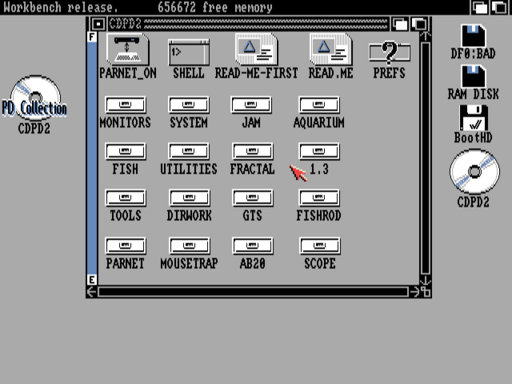 Workbench release. 656672 free memory
CDPD2
F
PARNET_ON SHELL READ-ME-FIRST READ.ME PREFS
1>
?
DF0:BAD
RAM DISK
PD Collection
CDPD2
MONITORS SYSTEM JAM AQUARIUM
BootHD
FISH UTILITIES FRACTAL 1.3
CDPD2
TOOLS DIRWORK GTS FISHROD
PARNET MOUSETRAP AB20 SCOPE
E